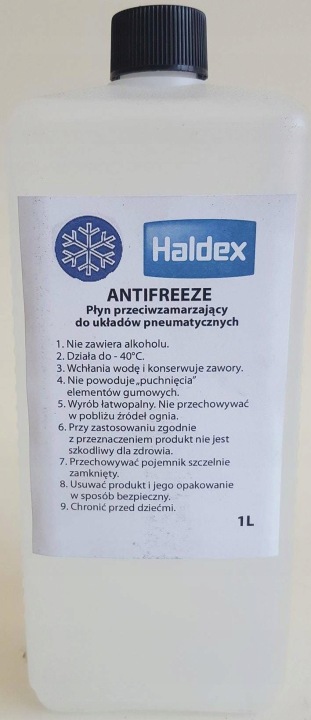 Haldex
ANTIFREEZE
Płyn przeciwzamarzający
do układów pneumatycznych
1. Nie zawiera alkoholu.
2. Działa do - 40°C.
3. Wchłania wodę i konserwuje zawory.
4. Nie powoduje „puchnięcia”
elementów gumowych.
5. Wyrób łatwopalny. Nie przechowywać
w pobliżu źródeł ognia.
6. Przy zastosowaniu zgodnie
z przeznaczeniem produkt nie jest
szkodliwy dla zdrowia.
7. Przechowywać pojemnik szczelnie
zamknięty.
8. Usuwać produkt i jego opakowanie
w sposób bezpieczny.
9. Chronić przed dziećmi.
1L